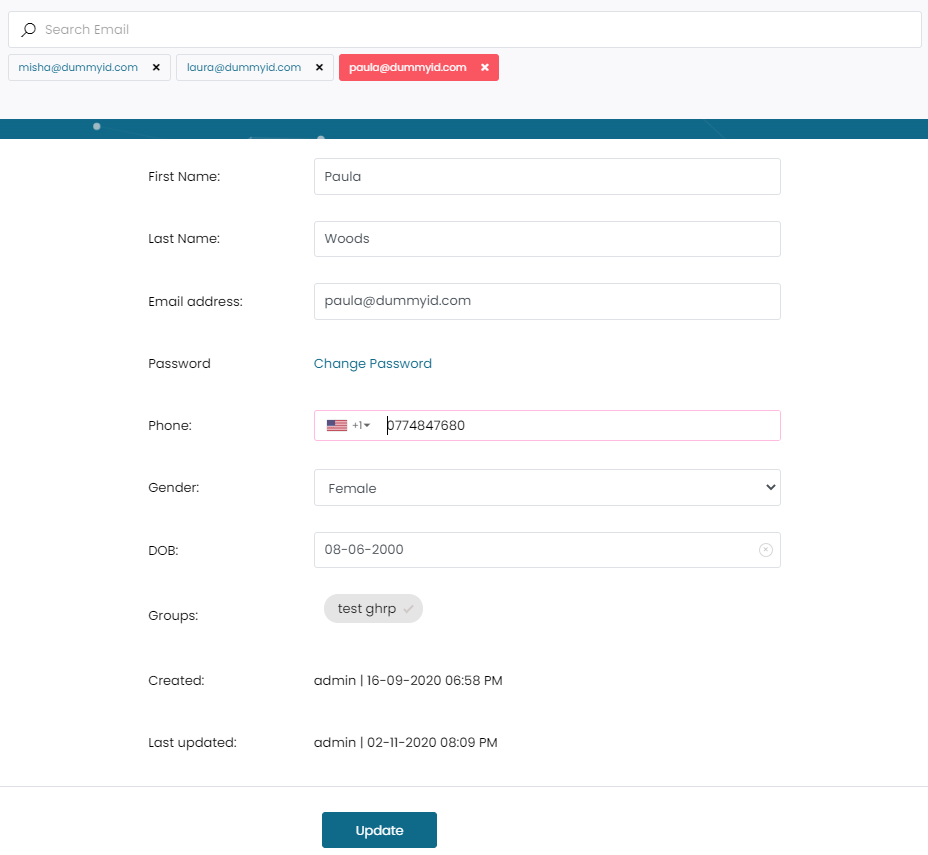 Search Email
misha@dummyid.com × laura@dummyid.com × paula@dummyid.com ×
First Name: Paula
Last Name: Woods
Email address: paula@dummyid.com
Password Change Password
Phone: +1 0774847680
Gender: Female
DOB: 08-06-2000
Groups: test ghrp
Created: admin | 16-09-2020 06:58 PM
Last updated: admin | 02-11-2020 08:09 PM
Update